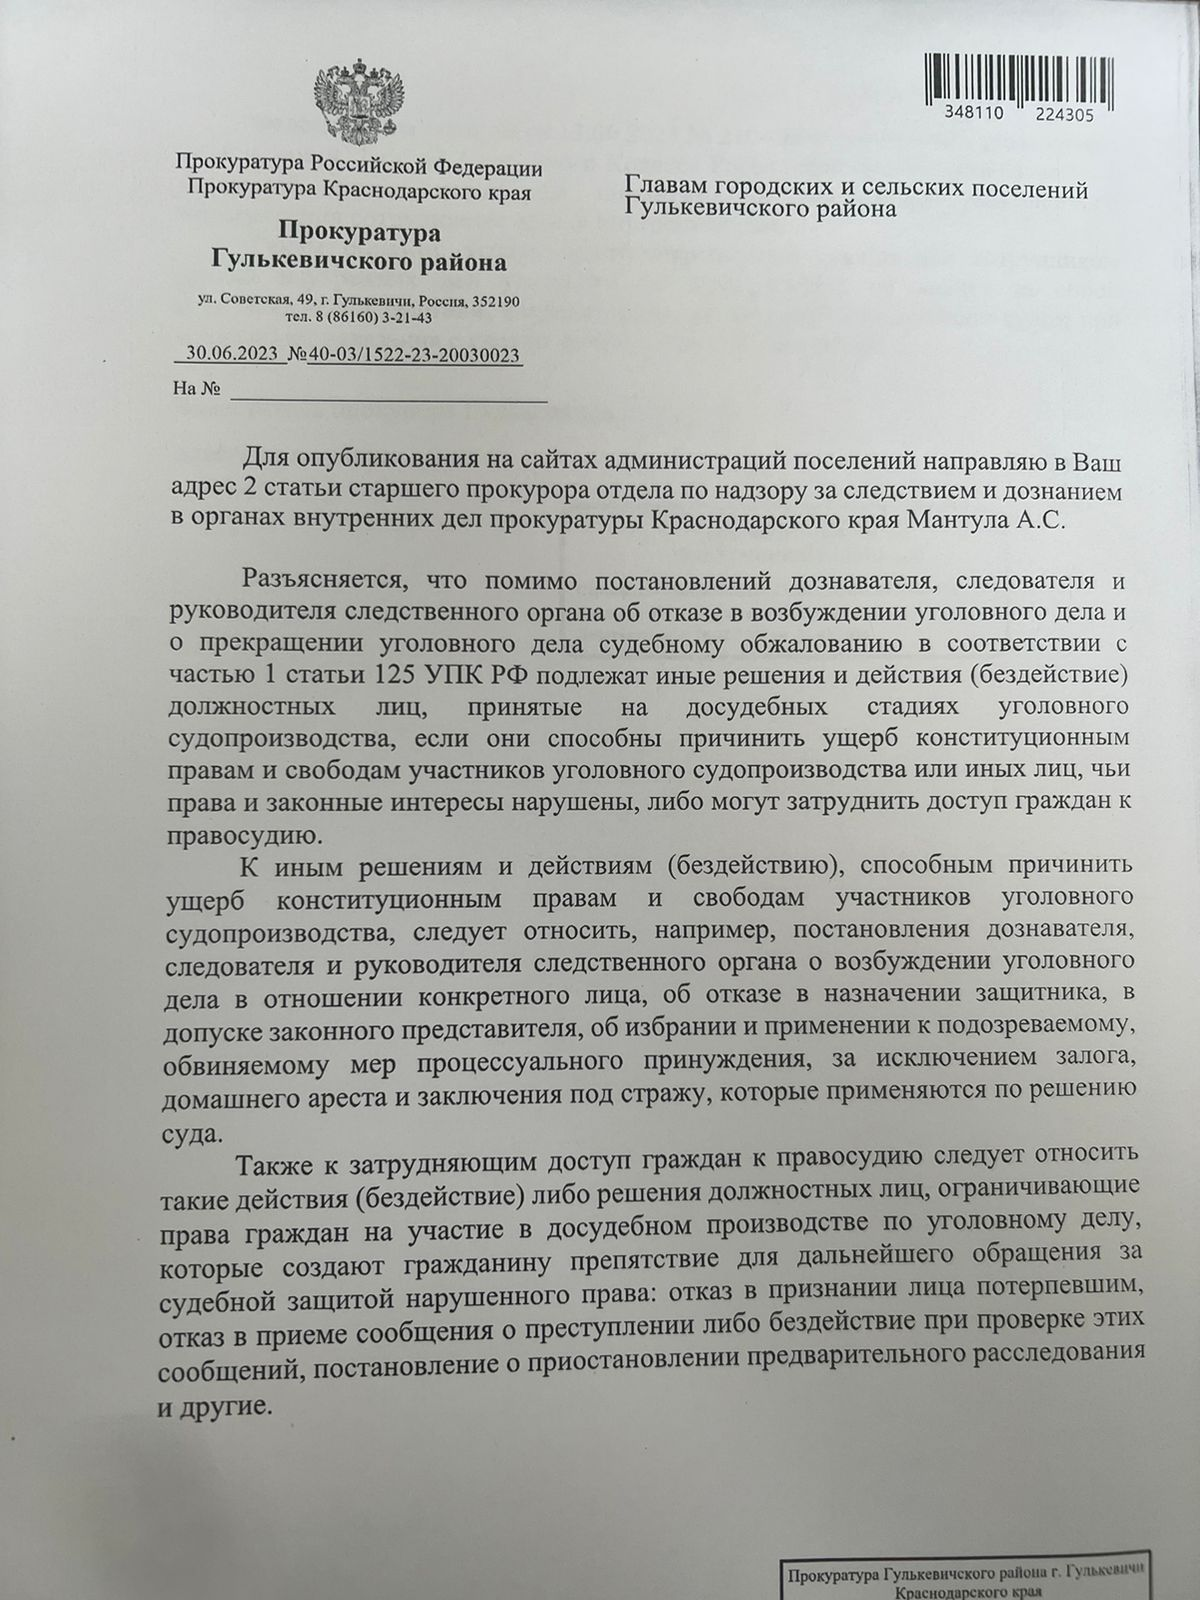 348110 224305
Прокуратура Российской Федерации
Прокуратура Краснодарского края
Прокуратура
Гулькевичского района
ул. Советская, 49, г. Гулькевичи, Россия, 352190
тел. 8 (86160) 3-21-43
30.06.2023 №40-03/1522-23-20030023
На №
Главам городских и сельских поселений
Гулькевичского района
Для опубликования на сайтах администраций поселений направляю в Ваш
адрес 2 статьи старшего прокурора отдела по надзору за следствием и дознанием
в органах внутренних дел прокуратуры Краснодарского края Мантула А.С.
Разъясняется, что помимо постановлений дознавателя, следователя и
руководителя следственного органа об отказе в возбуждении уголовного дела и
о прекращении уголовного дела судебному обжалованию в соответствии с
частью 1 статьи 125 УПК РФ подлежат иные решения и действия (бездействие)
должностных лиц, принятые на досудебных стадиях уголовного
судопроизводства, если они способны причинить ущерб конституционным
правам и свободам участников уголовного судопроизводства или иных лиц, чьи
права и законные интересы нарушены, либо могут затруднить доступ граждан к
правосудию.
К иным решениям и действиям (бездействию), способным причинить
ущерб конституционным правам и свободам участников уголовного
судопроизводства, следует относить, например, постановления дознавателя,
следователя и руководителя следственного органа о возбуждении уголовного
дела в отношении конкретного лица, об отказе в назначении защитника, в
допуске законного представителя, об избрании и применении к подозреваемому,
обвиняемому мер процессуального принуждения, за исключением залога,
домашнего ареста и заключения под стражу, которые применяются по решению
суда.
Также к затрудняющим доступ граждан к правосудию следует относить
такие действия (бездействие) либо решения должностных лиц, ограничивающие
права граждан на участие в досудебном производстве по уголовному делу,
которые создают гражданину препятствие для дальнейшего обращения за
судебной защитой нарушенного права: отказ в признании лица потерпевшим,
отказ в приеме сообщения о преступлении либо бездействие при проверке этих
сообщений, постановление о приостановлении предварительного расследования
и другие.
Прокуратура Гулькевичского района г. Гулькевичи
Краснодарского края